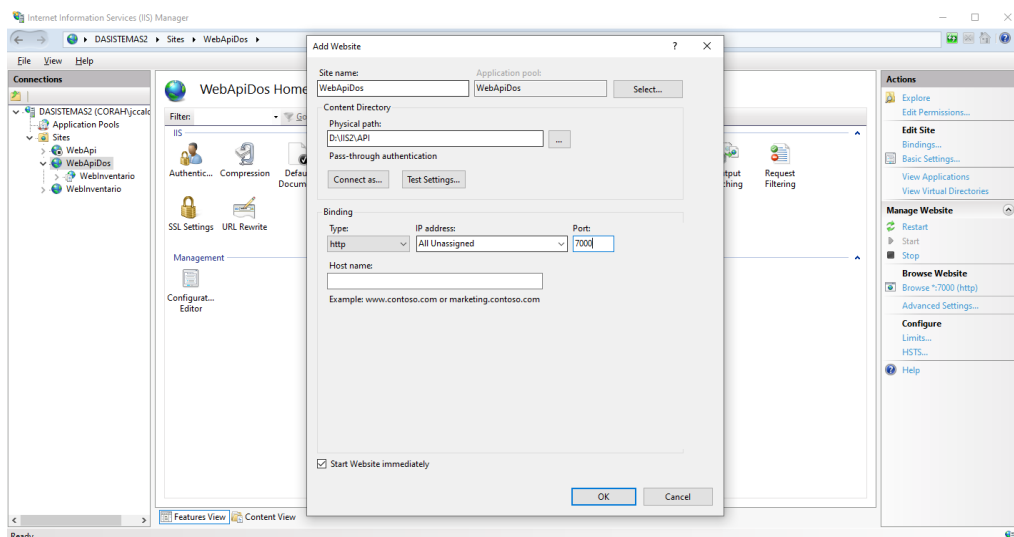 Internet Information Services (IIS) Manager
DASISTEMAS2 Sites WebApiDos
File View Help
Connections
DASISTEMAS2 (CORAH\jccalc
Application Pools
Sites
WebApi
WebApiDos
WebInventario
WebInventario
WebApiDos Home
Filter: Go
IIS
Authentic... Compression Defau
Docum
tput
ching
Request
Filtering
SSL Settings URL Rewrite
Management
Configurat...
Editor
Features View Content View
Ready
Add Website ? X
Site name: Application pool:
WebApiDos WebApiDos Select...
Content Directory
Physical path:
D:\IIS2\API ...
Pass-through authentication
Connect as... Test Settings...
Binding
Type: IP address: Port:
http All Unassigned 7000
Host name:
Example: www.contoso.com or marketing.contoso.com
Start Website immediately
OK Cancel
Actions
Explore
Edit Permissions...
Edit Site
Bindings...
Basic Settings...
View Applications
View Virtual Directories
Manage Website
Restart
Start
Stop
Browse Website
Browse *:7000 (http)
Advanced Settings...
Configure
Limits...
HSTS...
Help